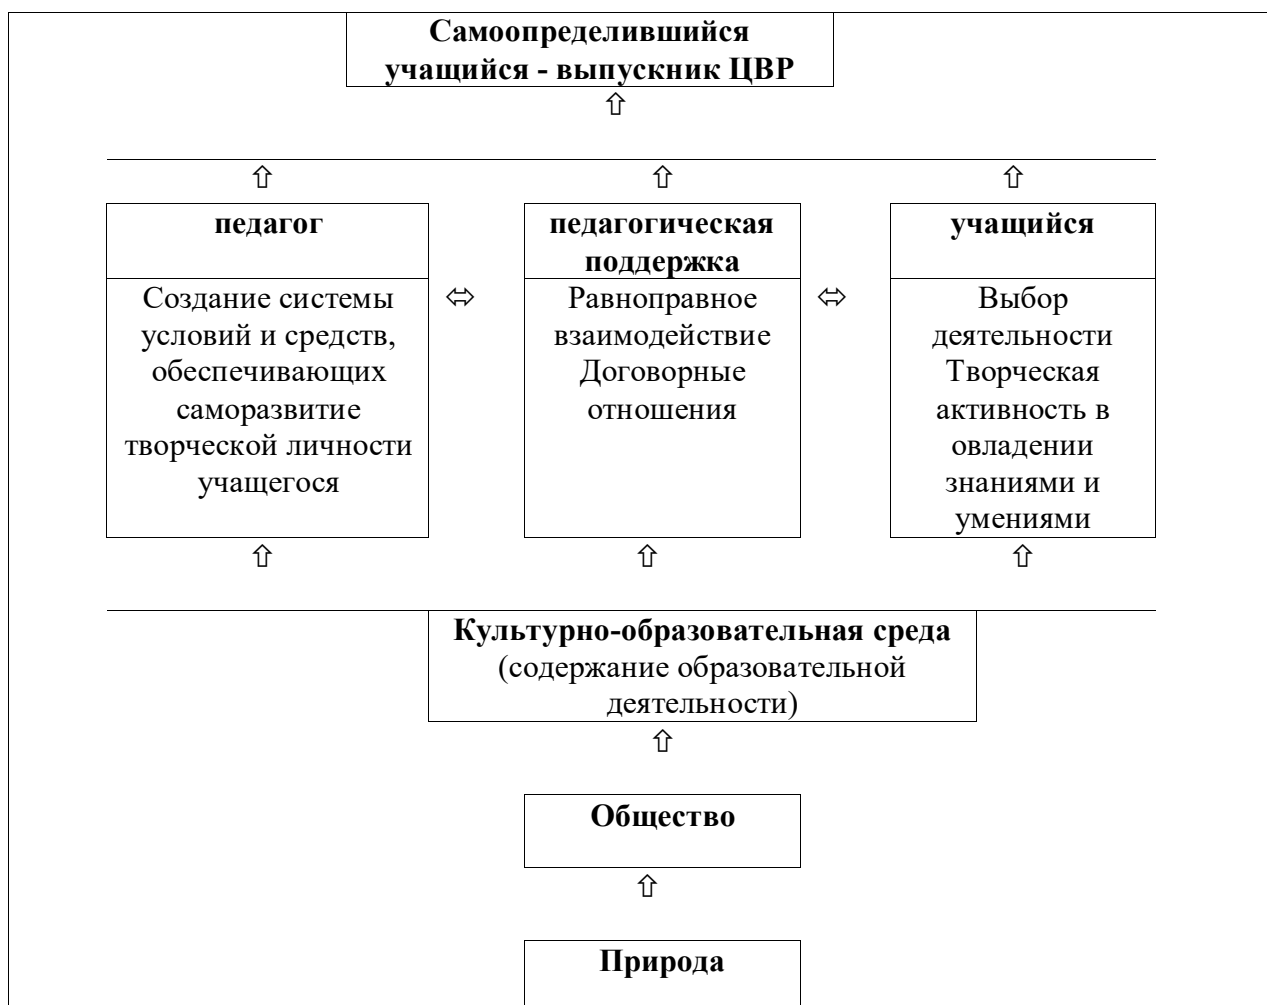 Самоопределившийся
учащийся - выпускник ЦВР
педагог
педагогическая
поддержка
учащийся
Создание системы
условий и средств,
обеспечивающих
саморазвитие
творческой личности
учащегося
Равноправное
взаимодействие
Договорные
отношения
Выбор
деятельности
Творческая
активность в
овладении
знаниями и
умениями
Культурно-образовательная среда
(содержание образовательной
деятельности)
Общество
Природа